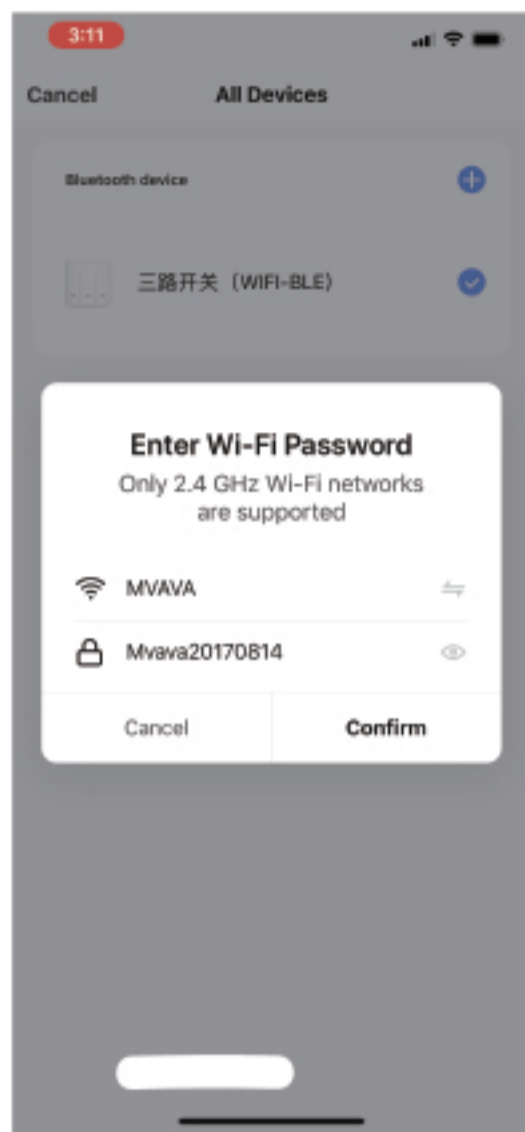 3:11
Cancel All Devices
Bluetooth device
三路开关（WIFI-BLE)
Enter Wi-Fi Password
Only 2.4 GHz Wi-Fi networks
are supported
MVAVA
Mvava20170814
Cancel Confirm